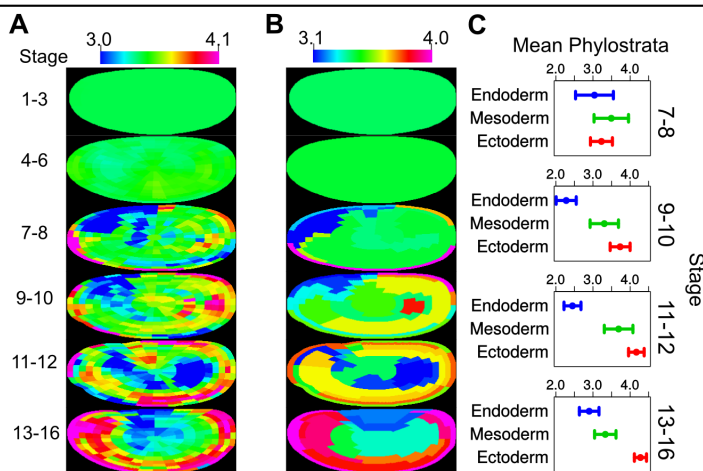 A
B
C
Stage
3.0 4.1
3.1 4.0
Mean Phylostrata
1-3
4-6
7-8
9-10
11-12
13-16
2.0 3.0 4.0
Endoderm
Mesoderm
Ectoderm
7-8
2.0 3.0 4.0
Endoderm
Mesoderm
Ectoderm
9-10
2.0 3.0 4.0
Endoderm
Mesoderm
Ectoderm
11-12
2.0 3.0 4.0
Endoderm
Mesoderm
Ectoderm
13-16
Stage